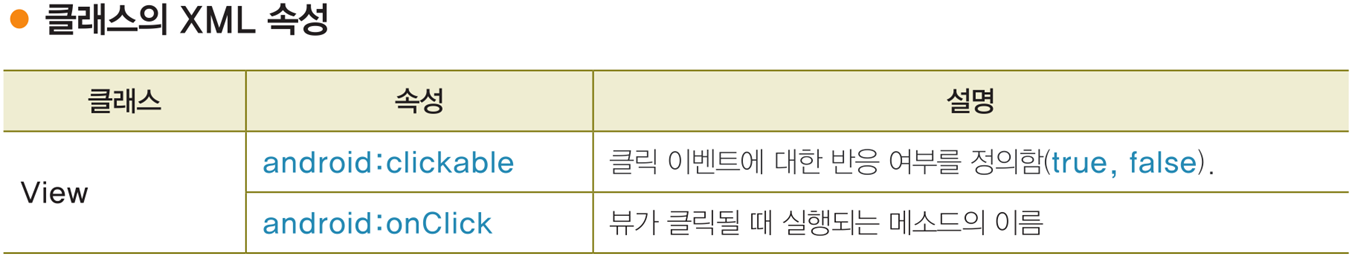 ● 클래스의 XML 속성
클래스 속성 설명
View
android:clickable 클릭 이벤트에 대한 반응 여부를 정의함(true, false).
android:onClick 뷰가 클릭될 때 실행되는 메소드의 이름